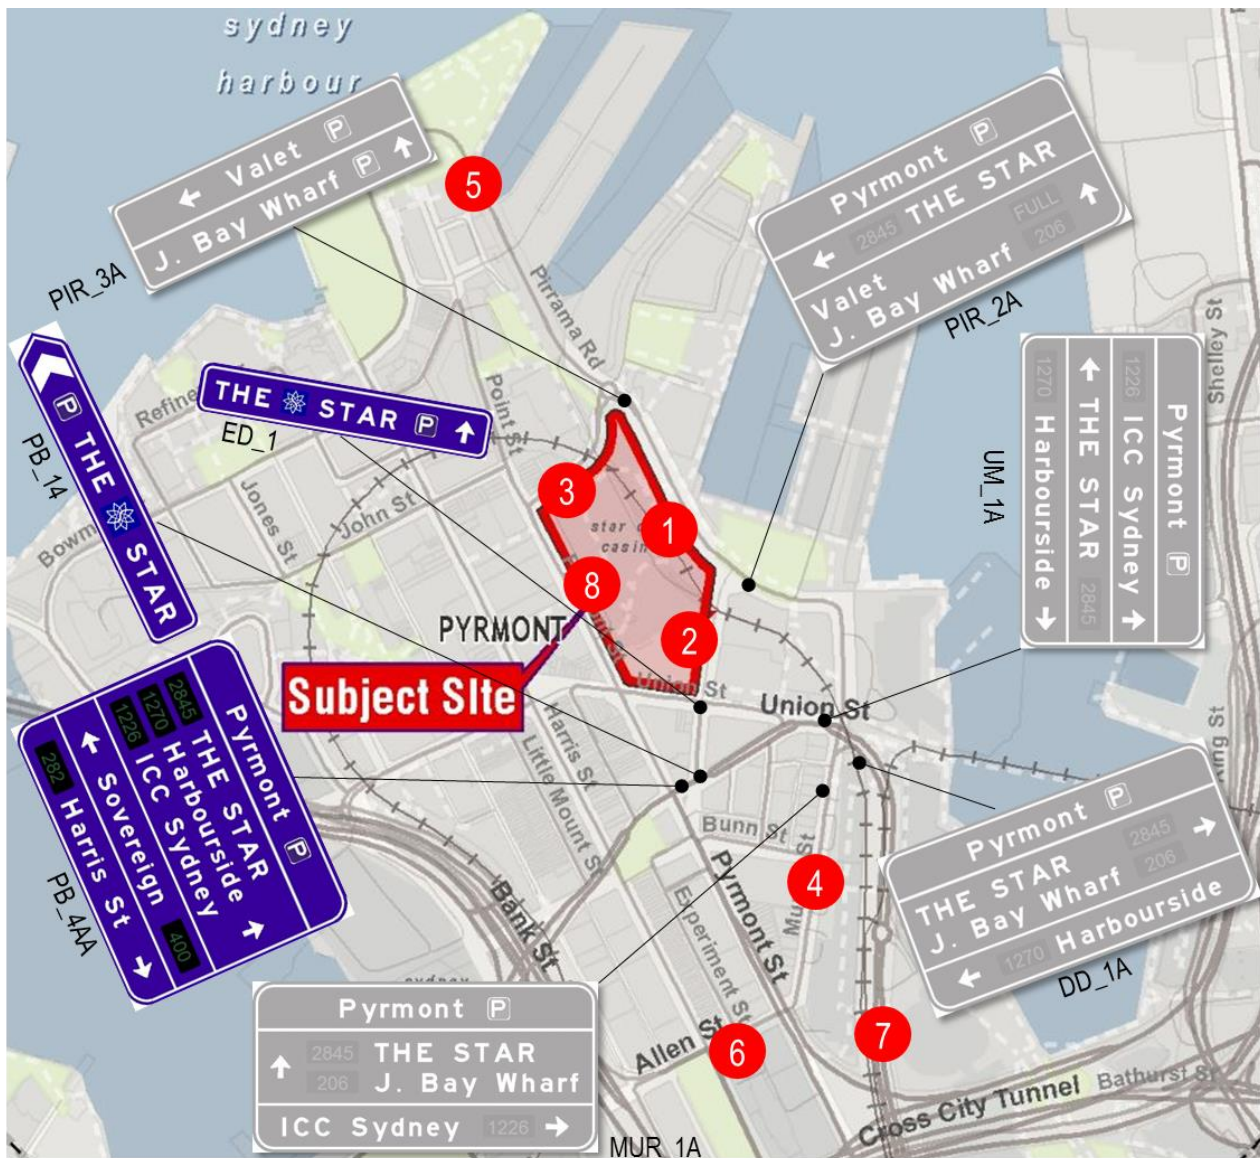 sydney
harbour
← Valet P
J. Bay Wharf P ↑
PIR_3A
5
Pyrmont P
← 2845 THE STAR
Valet FULL
J. Bay Wharf 206 ↑
PIR_2A
Pirrama Rd
Shelley St
THE STAR P ↑
ED_1
P THE STAR
PB_14
Point St
Jones St
John St
3
1
8
2
PYRMONT
Subject SIte
Union St
Union St
Pyrmont P
1226 ICC Sydney ↑
← THE STAR 2845
1270 Harbourside →
UM_1A
King St
Pyrmont P
2845 THE STAR
1270 Harbourside
1226 ICC Sydney →
← Sovereign 400
282 Harris St →
PB_4AA
Harris St
Little Mount St
Bunn St
4
Pyrmont St
Experiment St
Bank St
Pyrmont P
THE STAR 2845 →
J. Bay Wharf 206
← 1270 Harbourside
DD_1A
sydney
Allen St
6
7
Pyrmont P
↑ 2845 THE STAR
206 J. Bay Wharf
ICC Sydney 1226 →
MUR_1A
Cross City Tunnel
Bathurst St